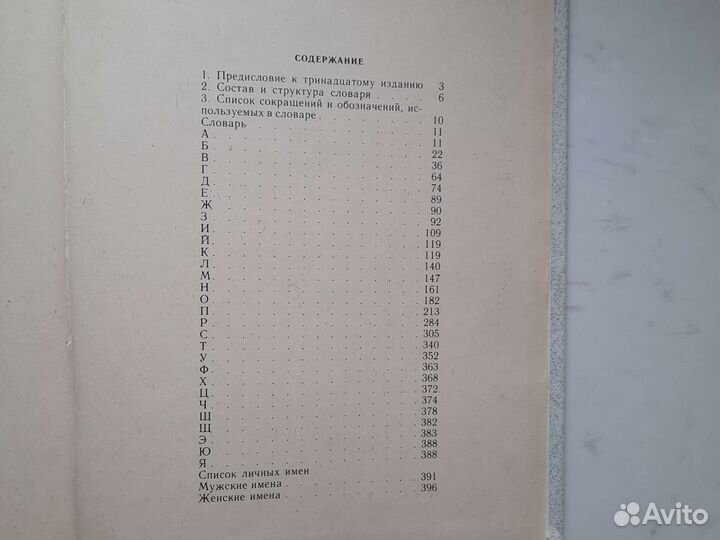 СОДЕРЖАНИЕ
1. Предисловие к тринадцатому изданию 3
2. Состав и структура словаря . . . . 6
3. Список сокращений и обозначений, ис-
пользуемых в словаре . . . . 10
Словарь . . . . 11
А . . . . 11
Б . . . . 22
В . . . . 36
Г . . . . 64
Д . . . . 74
Е . . . . 89
Ж . . . . 90
З . . . . 92
И . . . . 109
Й . . . . 119
К . . . . 119
Л . . . . 140
М . . . . 147
Н . . . . 161
О . . . . 182
П . . . . 213
Р . . . . 284
С . . . . 305
Т . . . . 340
У . . . . 352
Ф . . . . 363
Х . . . . 368
Ц . . . . 372
Ч . . . . 374
Ш . . . . 378
Щ . . . . 382
Э . . . . 383
Ю . . . . 388
Я . . . . 388
Список личных имен
Мужские имена . . . . 391
Женские имена . . . . 396
Avito